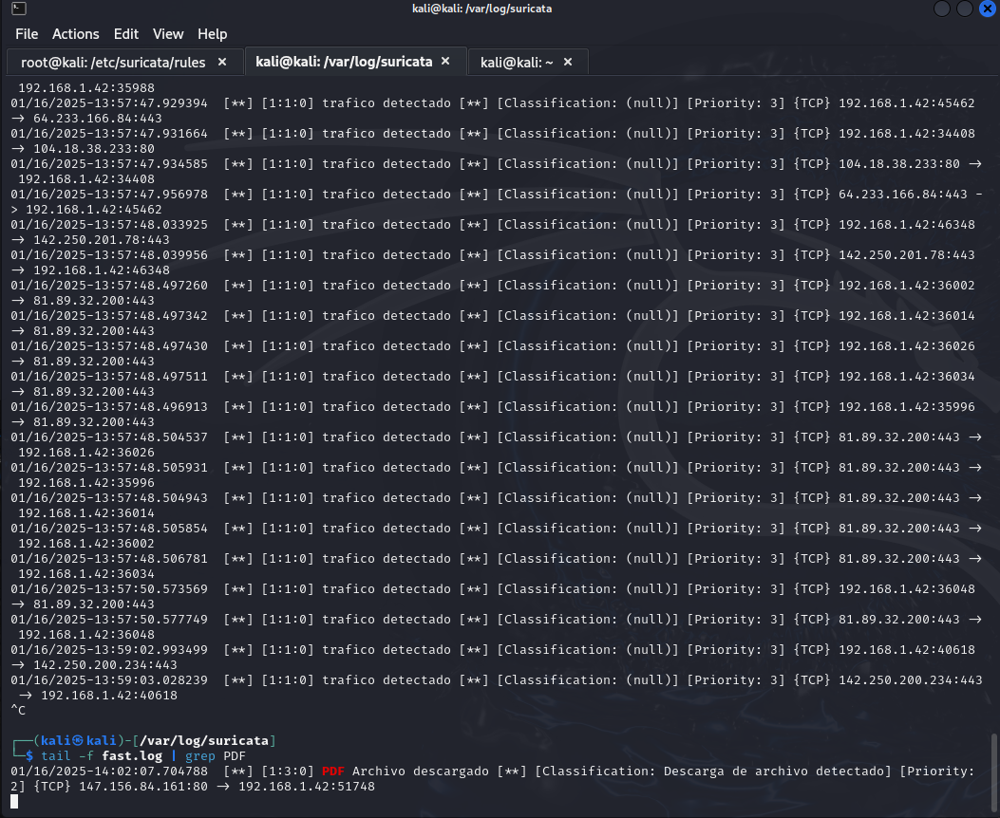 kali@kali: /var/log/suricata
File Actions Edit View Help
root@kali: /etc/suricata/rules × kali@kali: /var/log/suricata × kali@kali: ~ ×
192.168.1.42:35988
01/16/2025-13:57:47.929394 [**] [1:1:0] trafico detectado [**] [Classification: (null)] [Priority: 3] {TCP} 192.168.1.42:45462
→ 64.233.166.84:443
01/16/2025-13:57:47.931664 [**] [1:1:0] trafico detectado [**] [Classification: (null)] [Priority: 3] {TCP} 192.168.1.42:34408
→ 104.18.38.233:80
01/16/2025-13:57:47.934585 [**] [1:1:0] trafico detectado [**] [Classification: (null)] [Priority: 3] {TCP} 104.18.38.233:80 →
192.168.1.42:34408
01/16/2025-13:57:47.956978 [**] [1:1:0] trafico detectado [**] [Classification: (null)] [Priority: 3] {TCP} 64.233.166.84:443 -
> 192.168.1.42:45462
01/16/2025-13:57:48.033925 [**] [1:1:0] trafico detectado [**] [Classification: (null)] [Priority: 3] {TCP} 192.168.1.42:46348
→ 142.250.201.78:443
01/16/2025-13:57:48.039956 [**] [1:1:0] trafico detectado [**] [Classification: (null)] [Priority: 3] {TCP} 142.250.201.78:443
→ 192.168.1.42:46348
01/16/2025-13:57:48.497260 [**] [1:1:0] trafico detectado [**] [Classification: (null)] [Priority: 3] {TCP} 192.168.1.42:36002
→ 81.89.32.200:443
01/16/2025-13:57:48.497342 [**] [1:1:0] trafico detectado [**] [Classification: (null)] [Priority: 3] {TCP} 192.168.1.42:36014
→ 81.89.32.200:443
01/16/2025-13:57:48.497430 [**] [1:1:0] trafico detectado [**] [Classification: (null)] [Priority: 3] {TCP} 192.168.1.42:36026
→ 81.89.32.200:443
01/16/2025-13:57:48.497511 [**] [1:1:0] trafico detectado [**] [Classification: (null)] [Priority: 3] {TCP} 192.168.1.42:36034
→ 81.89.32.200:443
01/16/2025-13:57:48.496913 [**] [1:1:0] trafico detectado [**] [Classification: (null)] [Priority: 3] {TCP} 192.168.1.42:35996
→ 81.89.32.200:443
01/16/2025-13:57:48.504537 [**] [1:1:0] trafico detectado [**] [Classification: (null)] [Priority: 3] {TCP} 81.89.32.200:443 →
192.168.1.42:36026
01/16/2025-13:57:48.505931 [**] [1:1:0] trafico detectado [**] [Classification: (null)] [Priority: 3] {TCP} 81.89.32.200:443 →
192.168.1.42:35996
01/16/2025-13:57:48.504943 [**] [1:1:0] trafico detectado [**] [Classification: (null)] [Priority: 3] {TCP} 81.89.32.200:443 →
192.168.1.42:36014
01/16/2025-13:57:48.505854 [**] [1:1:0] trafico detectado [**] [Classification: (null)] [Priority: 3] {TCP} 81.89.32.200:443 →
192.168.1.42:36002
01/16/2025-13:57:48.506781 [**] [1:1:0] trafico detectado [**] [Classification: (null)] [Priority: 3] {TCP} 81.89.32.200:443 →
192.168.1.42:36034
01/16/2025-13:57:50.573569 [**] [1:1:0] trafico detectado [**] [Classification: (null)] [Priority: 3] {TCP} 192.168.1.42:36048
→ 81.89.32.200:443
01/16/2025-13:57:50.577749 [**] [1:1:0] trafico detectado [**] [Classification: (null)] [Priority: 3] {TCP} 81.89.32.200:443 →
192.168.1.42:36048
01/16/2025-13:59:02.993499 [**] [1:1:0] trafico detectado [**] [Classification: (null)] [Priority: 3] {TCP} 192.168.1.42:40618
→ 142.250.200.234:443
01/16/2025-13:59:03.028239 [**] [1:1:0] trafico detectado [**] [Classification: (null)] [Priority: 3] {TCP} 142.250.200.234:443
→ 192.168.1.42:40618
^C
┌──(kali㉿kali)-[/var/log/suricata]
└─$ tail -f fast.log | grep PDF
01/16/2025-14:02:07.704788 [**] [1:3:0] PDF Archivo descargado [**] [Classification: Descarga de archivo detectado] [Priority:
2] {TCP} 147.156.84.161:80 → 192.168.1.42:51748